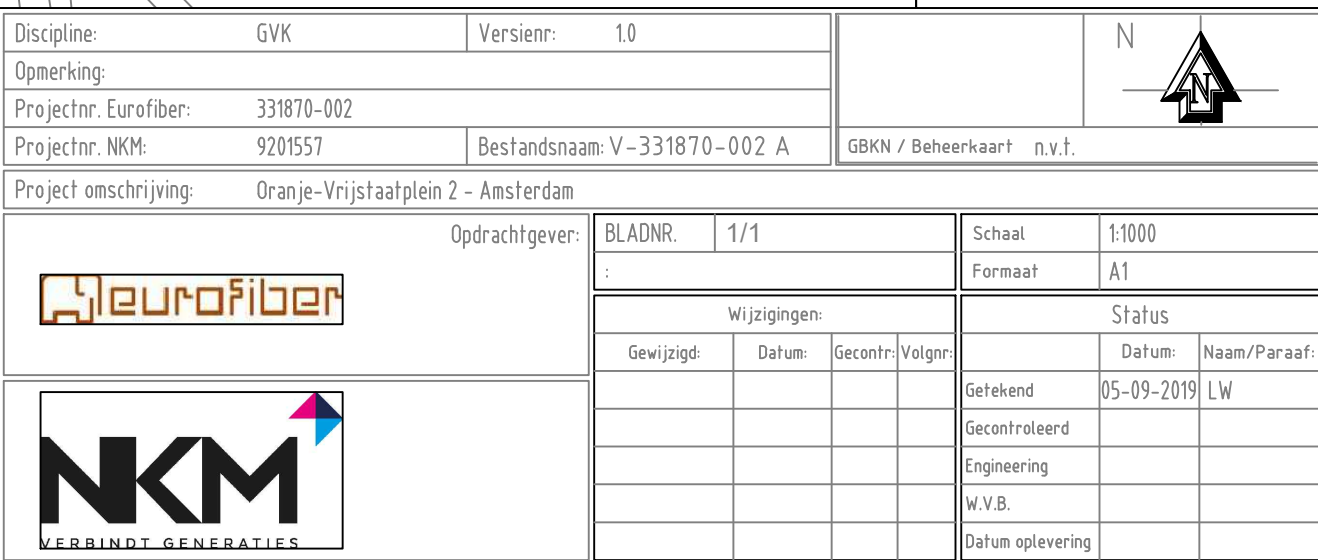 Discipline: GVK Versienr: 1.0
N
N
Opmerking:
Projectnr. Eurofiber: 331870-002
Projectnr. NKM: 9201557 Bestandsnaam: V-331870-002 A
GBKN / Beheerkaart n.v.t.
Project omschrijving: Oranje-Vrijstaatplein 2 - Amsterdam
Opdrachtgever:
eurofiber
NKM
VERBINDT GENERATIES
BLADNR. 1/1
:
Schaal 1:1000
Formaat A1
Wijzigingen:
Gewijzigd: Datum: Gecontr: Volgnr:
Status
Datum: Naam/Paraaf:
Getekend 05-09-2019 LW
Gecontroleerd
Engineering
W.V.B.
Datum oplevering